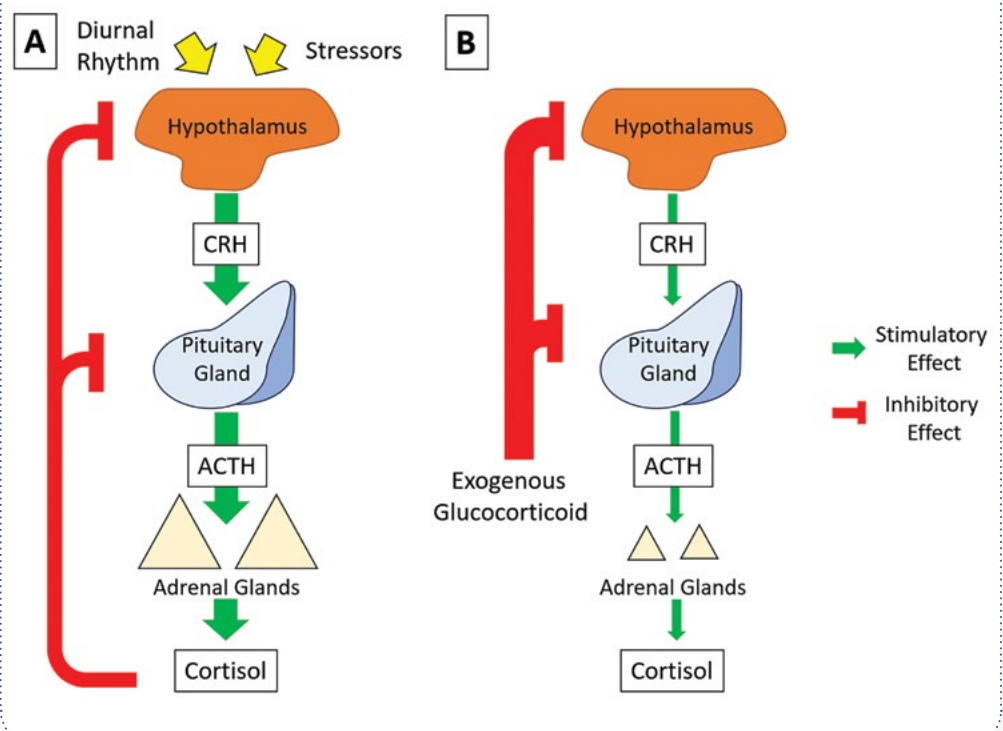 A
Diurnal
Rhythm
Stressors
Hypothalamus
CRH
Pituitary
Gland
ACTH
Adrenal Glands
Cortisol
B
Hypothalamus
CRH
Pituitary
Gland
Exogenous
Glucocorticoid
ACTH
Adrenal Glands
Cortisol
Stimulatory
Effect
Inhibitory
Effect